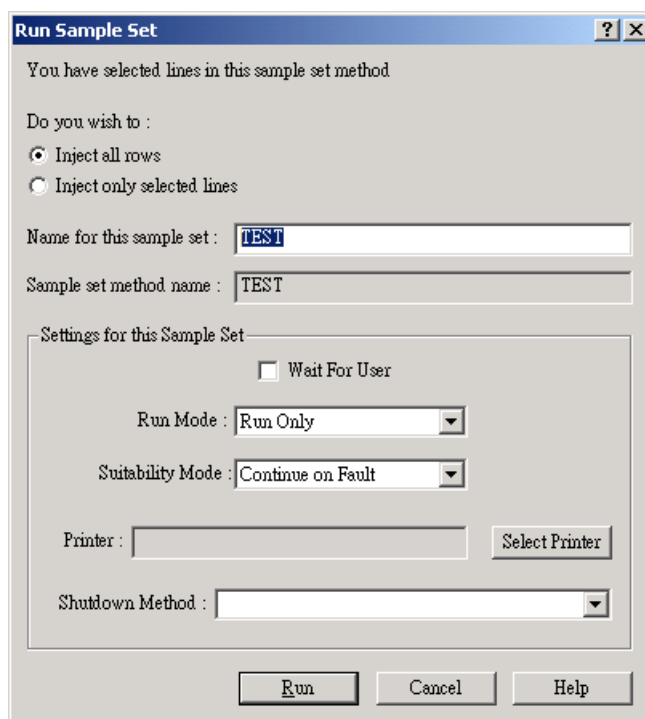 Run Sample Set
You have selected lines in this sample set method
Do you wish to :
Inject all rows
Inject only selected lines
Name for this sample set : TEST
Sample set method name : TEST
Settings for this Sample Set
Wait For User
Run Mode : Run Only
Suitability Mode : Continue on Fault
Printer : Select Printer
Shutdown Method :
Run Cancel Help